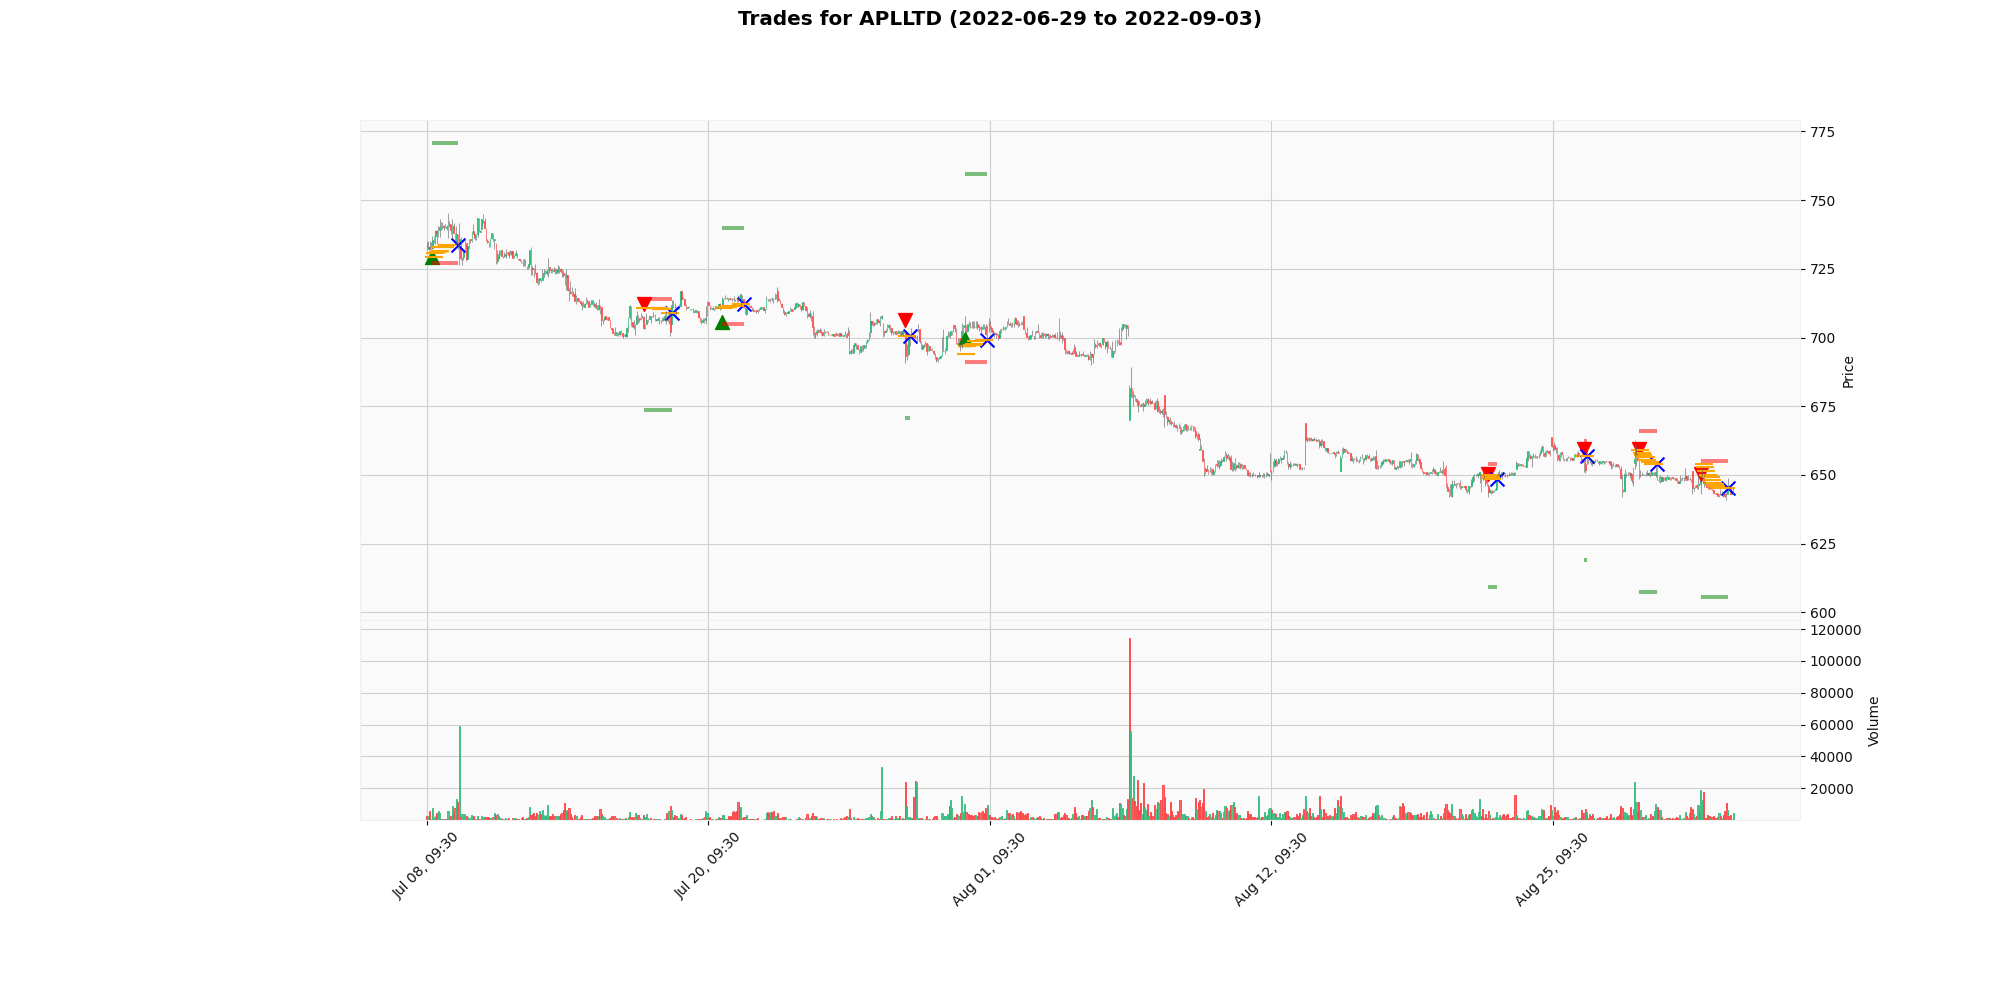 Trades for APLLTD (2022-06-29 to 2022-09-03)
775
750
725
700
675
650
625
600
Price
120000
100000
80000
60000
40000
20000
Volume
Jul 08, 09:30
Jul 20, 09:30
Aug 01, 09:30
Aug 12, 09:30
Aug 25, 09:30